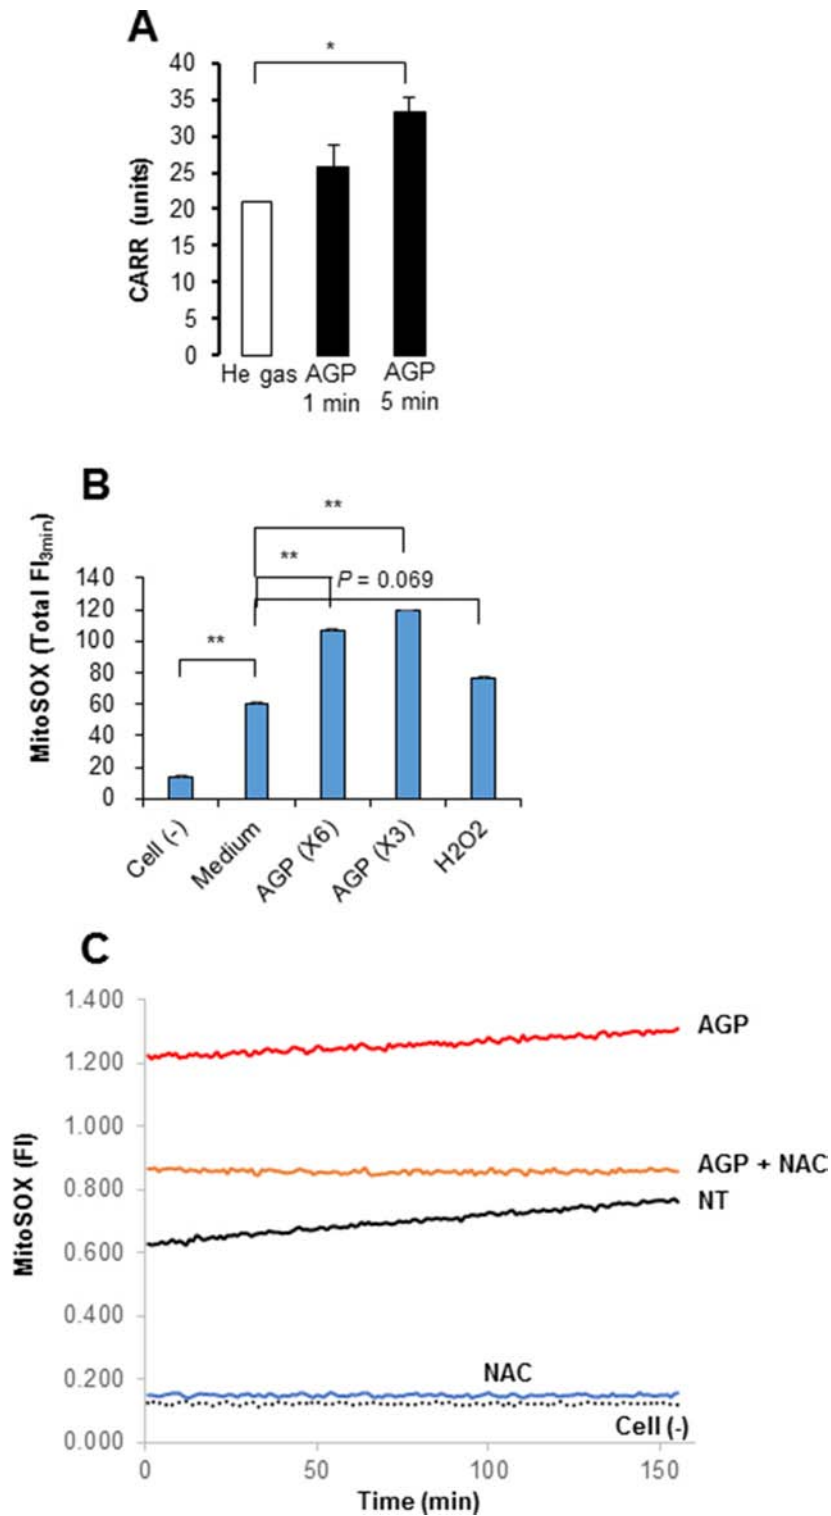 A
*
40
35
30
25
20
15
10
5
0
CARR (units)
He gas
AGP
1 min
AGP
5 min
B
**
**
P = 0.069
**
140
120
100
80
60
40
20
0
MitoSOX (Total FI3min)
Cell (-)
Medium
AGP (X6)
AGP (X3)
H2O2
C
1.400
1.200
1.000
0.800
0.600
0.400
0.200
0.000
MitoSOX (FI)
AGP
AGP + NAC
NT
NAC
Cell (-)
0
50
100
150
Time (min)